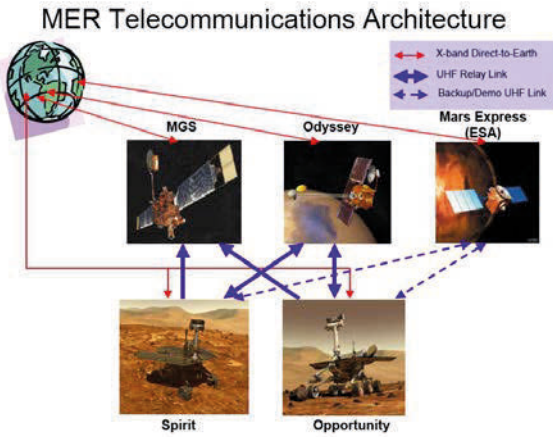 MER Telecommunications Architecture
X-band Direct-to-Earth
UHF Relay Link
Backup/Demo UHF Link
MGS
Odyssey
Mars Express
(ESA)
Spirit
Opportunity